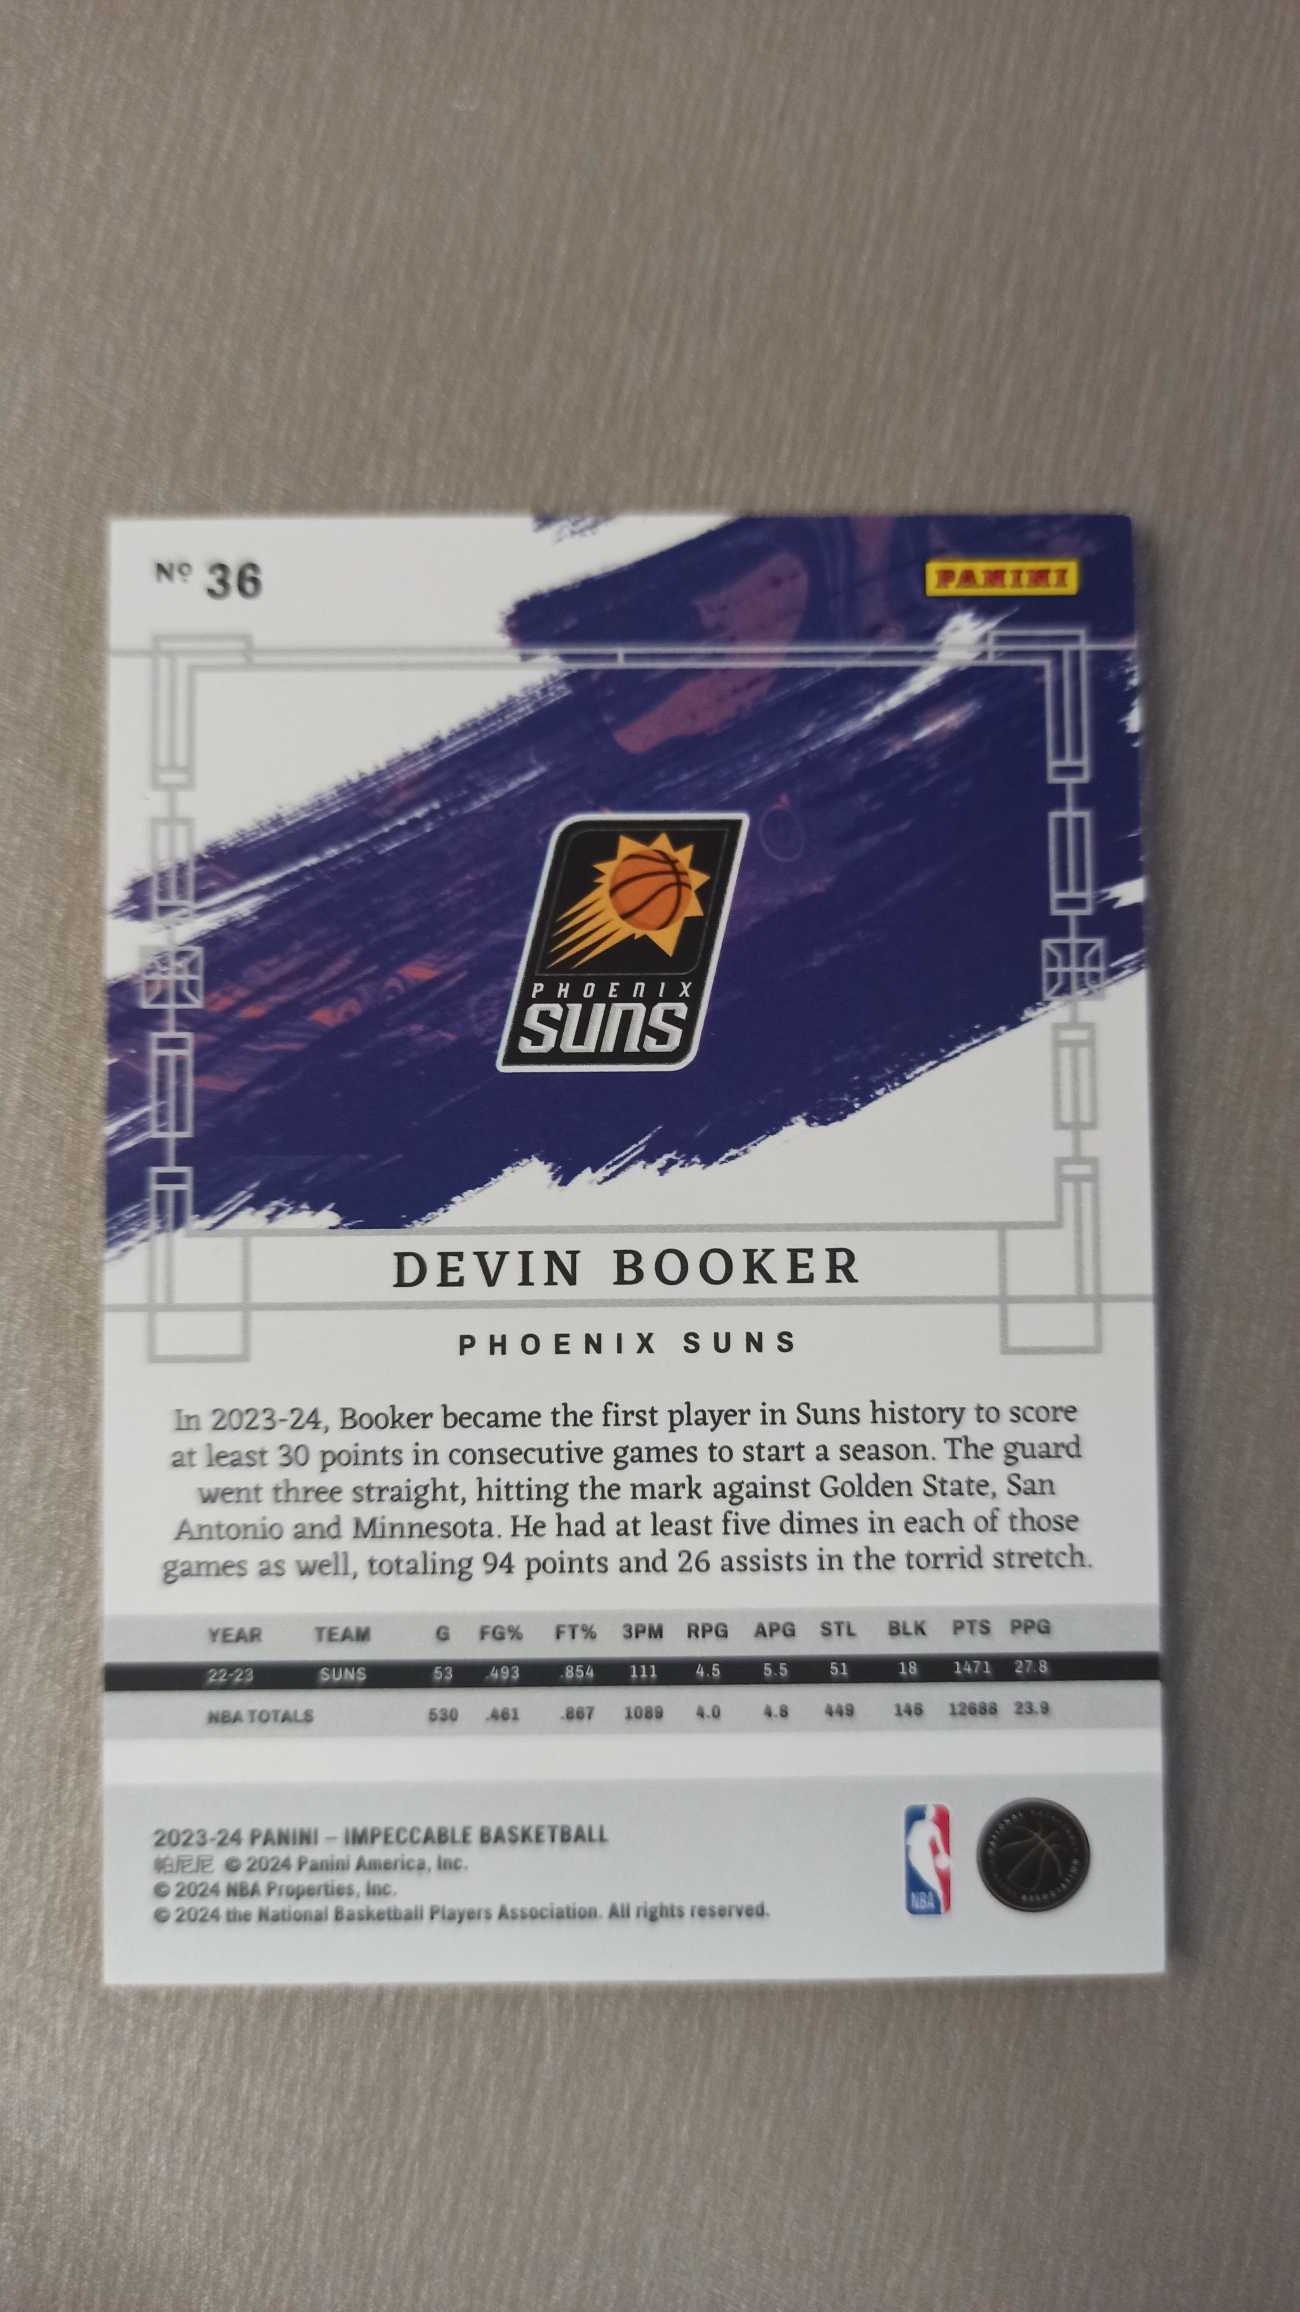 Nº 36
PANINI
PHOENIX
SUNS
DEVIN BOOKER
PHOENIX SUNS
In 2023-24, Booker became the first player in Suns history to score
at least 30 points in consecutive games to start a season. The guard
went three straight, hitting the mark against Golden State, San
Antonio and Minnesota. He had at least five dimes in each of those
games as well, totaling 94 points and 26 assists in the torrid stretch.
YEAR TEAM G FG% FT% 3PM RPG APG STL BLK PTS PPG
22-23 SUNS 53 .493 .854 111 4.5 5.5 51 18 1471 27.8
NBA TOTALS 530 .461 .867 1089 4.0 4.8 449 146 12688 23.9
2023-24 PANINI – IMPECCABLE BASKETBALL
帕尼尼 © 2024 Panini America, Inc.
© 2024 NBA Properties, Inc.
© 2024 the National Basketball Players Association. All rights reserved.
NBA